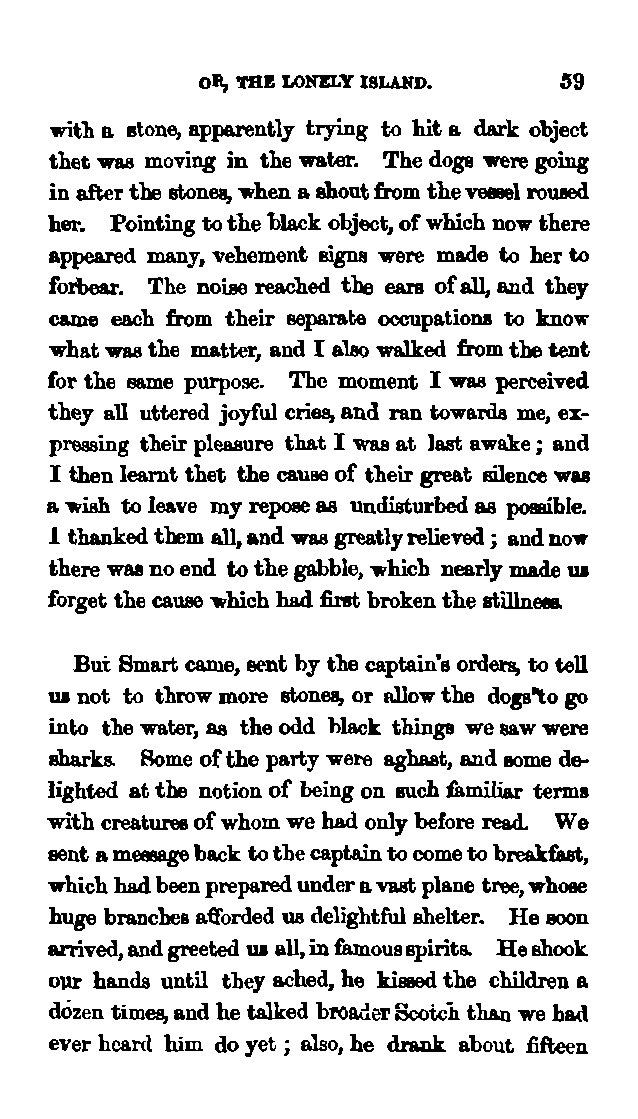 OR, THE LONELY ISLAND. 59
with a stone, apparently trying to hit a dark object
thet was moving in the water. The dogs were going
in after the stones, when a shout from the vessel roused
her. Pointing to the black object, of which now there
appeared many, vehement signs were made to her to
forbear. The noise reached the ears of all, and they
came each from their separate occupations to know
what was the matter, and I also walked from the tent
for the same purpose. The moment I was perceived
they all uttered joyful cries, and ran towards me, ex-
pressing their pleasure that I was at last awake; and
I then learnt thet the cause of their great silence was
a wish to leave my repose as undisturbed as possible.
I thanked them all, and was greatly relieved; and now
there was no end to the gabble, which nearly made us
forget the cause which had first broken the stillness.
But Smart came, sent by the captain's orders, to tell
us not to throw more stones, or allow the dogs to go
into the water, as the odd black things we saw were
sharks. Some of the party were aghast, and some de-
lighted at the notion of being on such familiar terms
with creatures of whom we had only before read. We
sent a message back to the captain to come to breakfast,
which had been prepared under a vast plane tree, whose
huge branches afforded us delightful shelter. He soon
arrived, and greeted us all, in famous spirits. He shook
our hands until they ached, he kissed the children a
dozen times, and he talked broader Scotch than we had
ever heard him do yet; also, he drank about fifteen